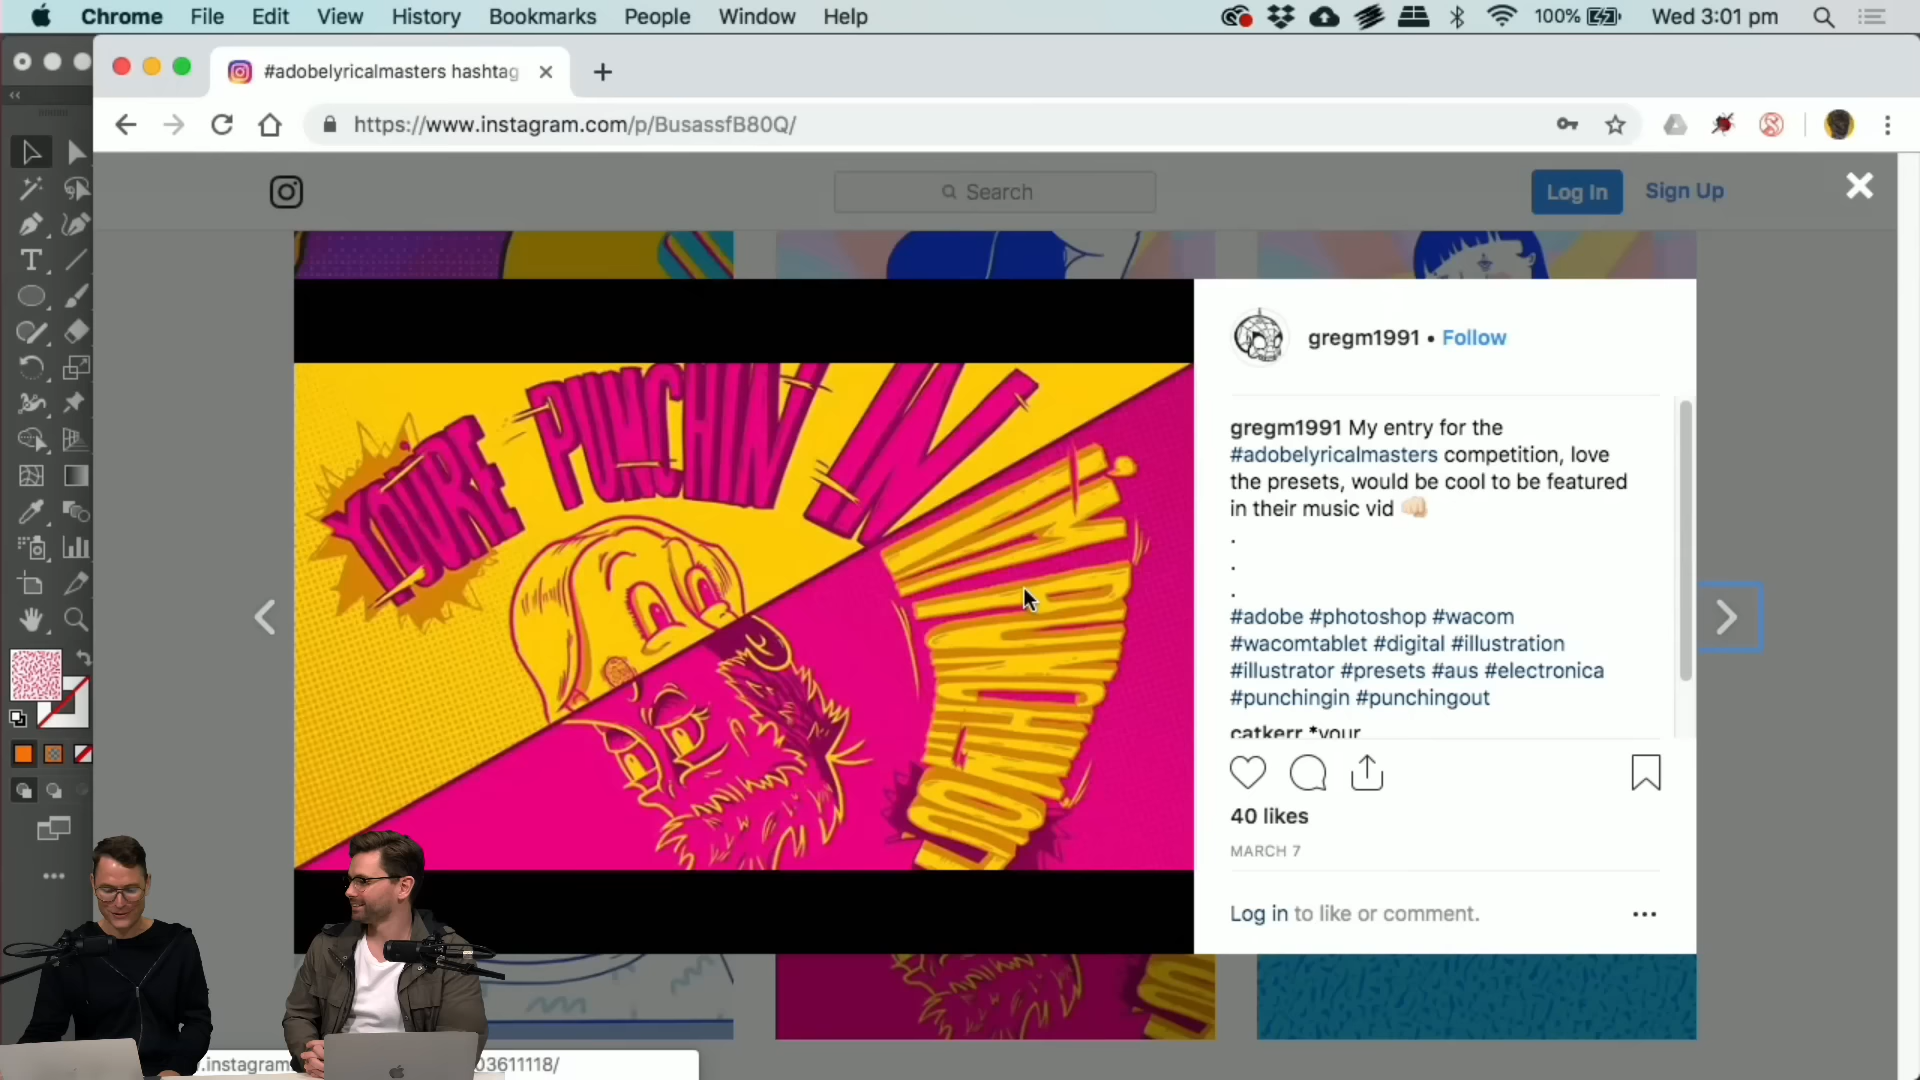 Chrome File Edit View History Bookmarks People Window Help 100% Wed 3:01 pm
#adobelyricalmasters hashtag
https://www.instagram.com/p/BusassfB80Q/
Search
Log In Sign Up
YOURE PUNCHIN IN
gregm1991 • Follow
gregm1991 My entry for the
#adobelyricalmasters competition, love
the presets, would be cool to be featured
in their music vid 👊🏻
.
.
.
#adobe #photoshop #wacom
#wacomtablet #digital #illustration
#illustrator #presets #aus #electronica
#punchingin #punchingout
catkerr *your
40 likes
MARCH 7
Log in to like or comment.
.instagram
03611118/